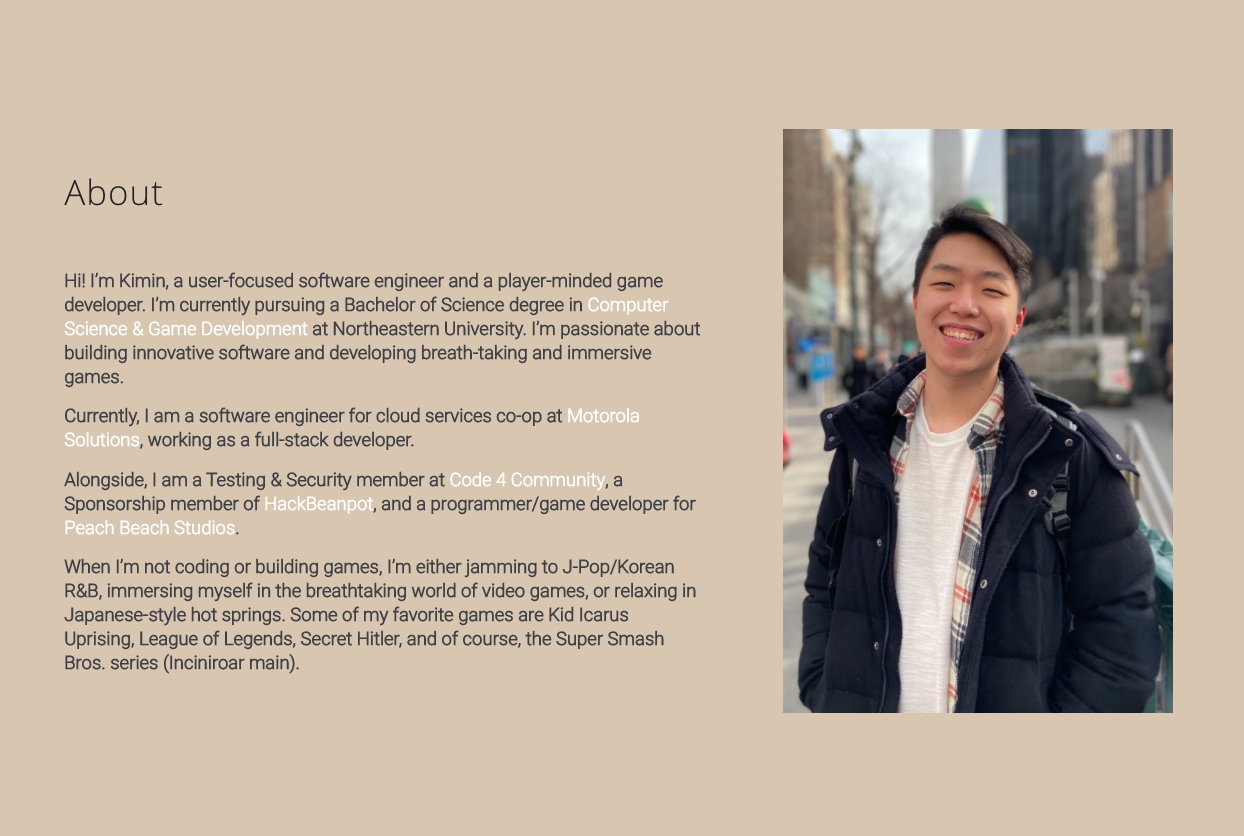 About
Hi! I’m Kimin, a user-focused software engineer and a player-minded game
developer. I’m currently pursuing a Bachelor of Science degree in Computer
Science & Game Development at Northeastern University. I’m passionate about
building innovative software and developing breath-taking and immersive
games.
Currently, I am a software engineer for cloud services co-op at Motorola
Solutions, working as a full-stack developer.
Alongside, I am a Testing & Security member at Code 4 Community, a
Sponsorship member of HackBeanpot, and a programmer/game developer for
Peach Beach Studios.
When I’m not coding or building games, I’m either jamming to J-Pop/Korean
R&B, immersing myself in the breathtaking world of video games, or relaxing in
Japanese-style hot springs. Some of my favorite games are Kid Icarus
Uprising, League of Legends, Secret Hitler, and of course, the Super Smash
Bros. series (Inciniroar main).